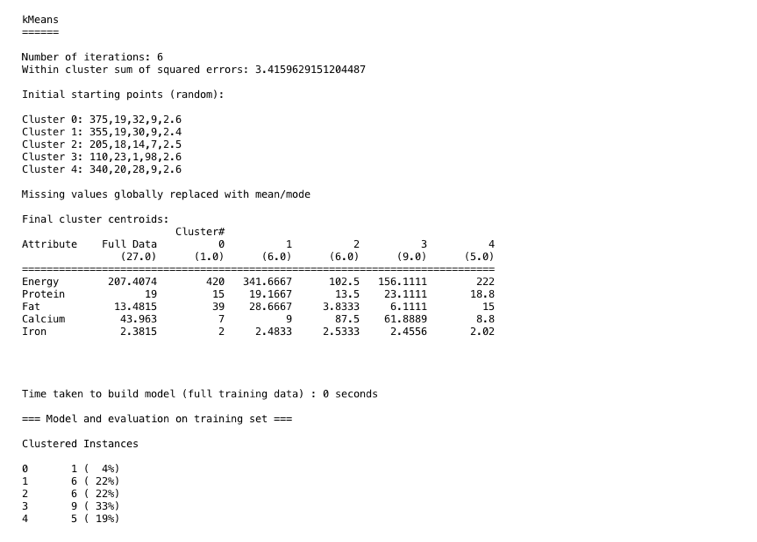 kMeans
======
Number of iterations: 6
Within cluster sum of squared errors: 3.4159629151204487
Initial starting points (random):
Cluster 0: 375,19,32,9,2.6
Cluster 1: 355,19,30,9,2.4
Cluster 2: 205,18,14,7,2.5
Cluster 3: 110,23,1,98,2.6
Cluster 4: 340,20,28,9,2.6
Missing values globally replaced with mean/mode
Final cluster centroids:
Cluster#
Attribute Full Data 0 1 2 3 4
(27.0) (1.0) (6.0) (6.0) (9.0) (5.0)
============================================================================
Energy 207.4074 420 341.6667 102.5 156.1111 222
Protein 19 15 19.1667 13.5 23.1111 18.8
Fat 13.4815 39 28.6667 3.8333 6.1111 15
Calcium 43.963 7 9 87.5 61.8889 8.8
Iron 2.3815 2 2.4833 2.5333 2.4556 2.02
Time taken to build model (full training data) : 0 seconds
=== Model and evaluation on training set ===
Clustered Instances
0 1 ( 4%)
1 6 ( 22%)
2 6 ( 22%)
3 9 ( 33%)
4 5 ( 19%)